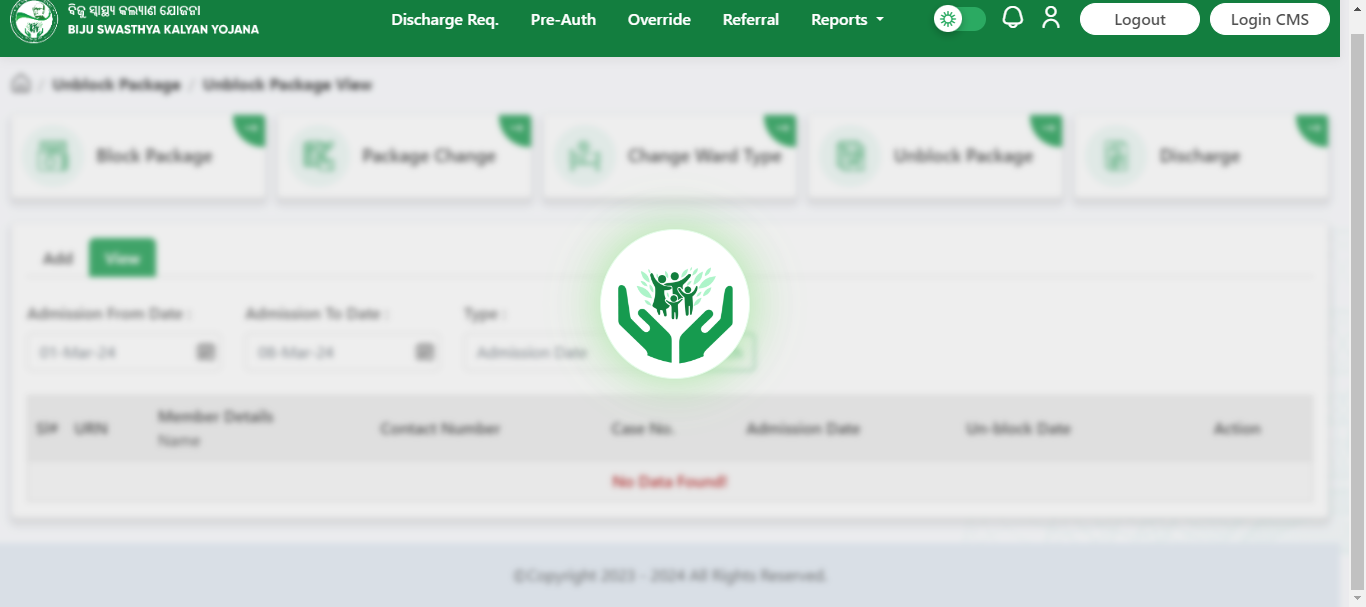 ବିଜୁ ସ୍ୱାସ୍ଥ୍ୟ କଲ୍ୟାଣ ଯୋଜନା
BIJU SWASTHYA KALYAN YOJANA
Discharge Req. Pre-Auth Override Referral Reports Logout Login CMS
/ Unblock Package / Unblock Package View
Block Package Package Change Change Ward Type Unblock Package Discharge
Add View
Admission From Date : Admission To Date : Type :
01-Mar-24 08-Mar-24 Admission Date
Sl# URN Member Details Contact Number Case No. Admission Date Un-block Date Action
Name
No Data Found!
©Copyright 2023 - 2024 All Rights Reserved.